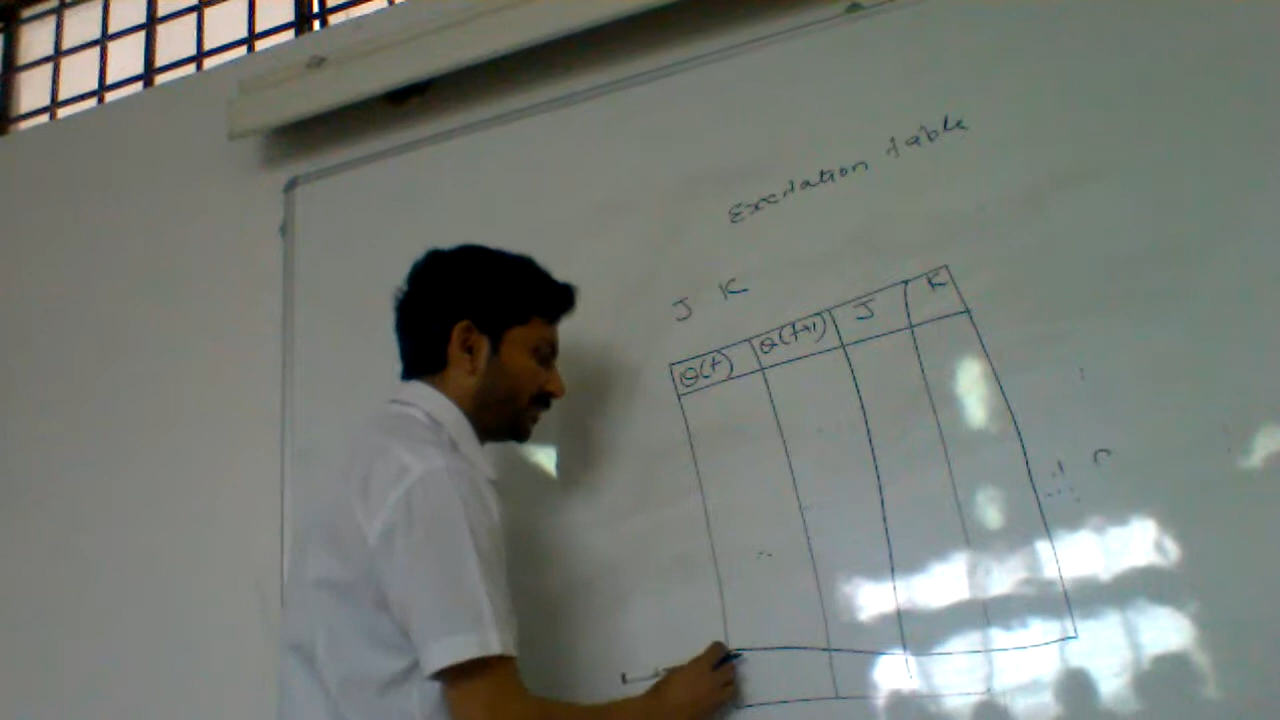 Excitation table
J K
Q(t) Q(t+1) J K